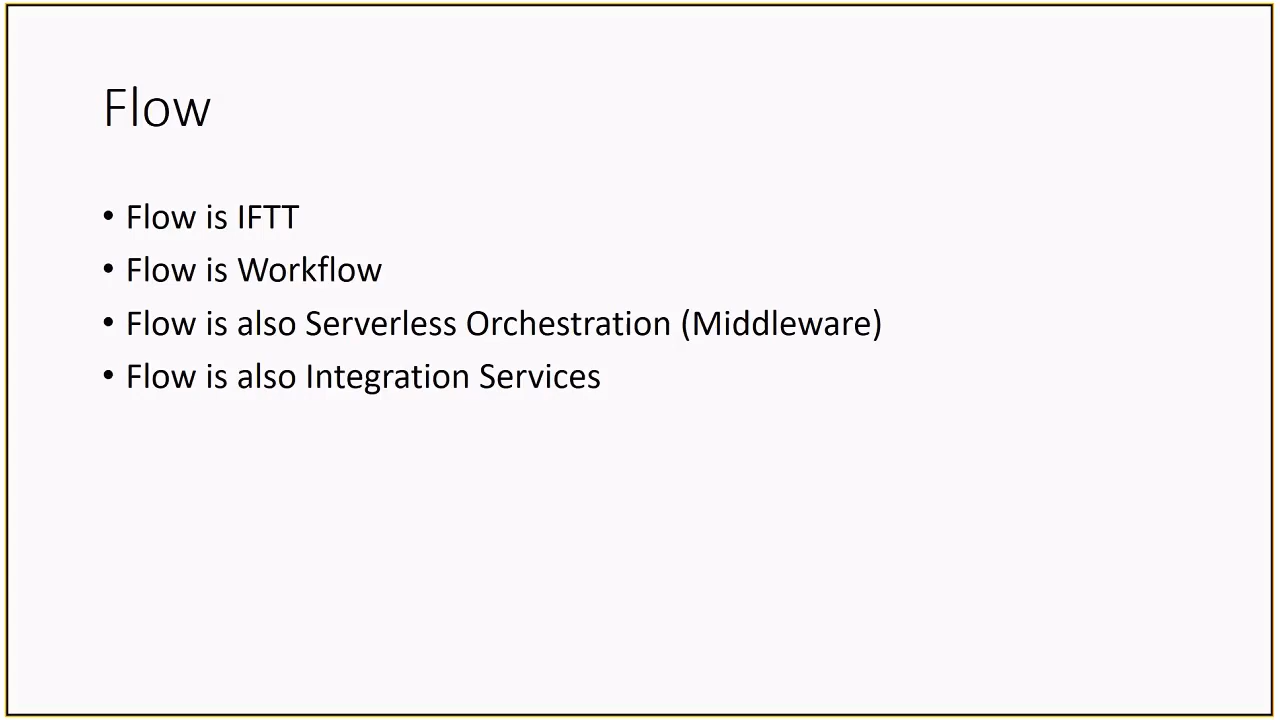 Flow
• Flow is IFTT
• Flow is Workflow
• Flow is also Serverless Orchestration (Middleware)
• Flow is also Integration Services